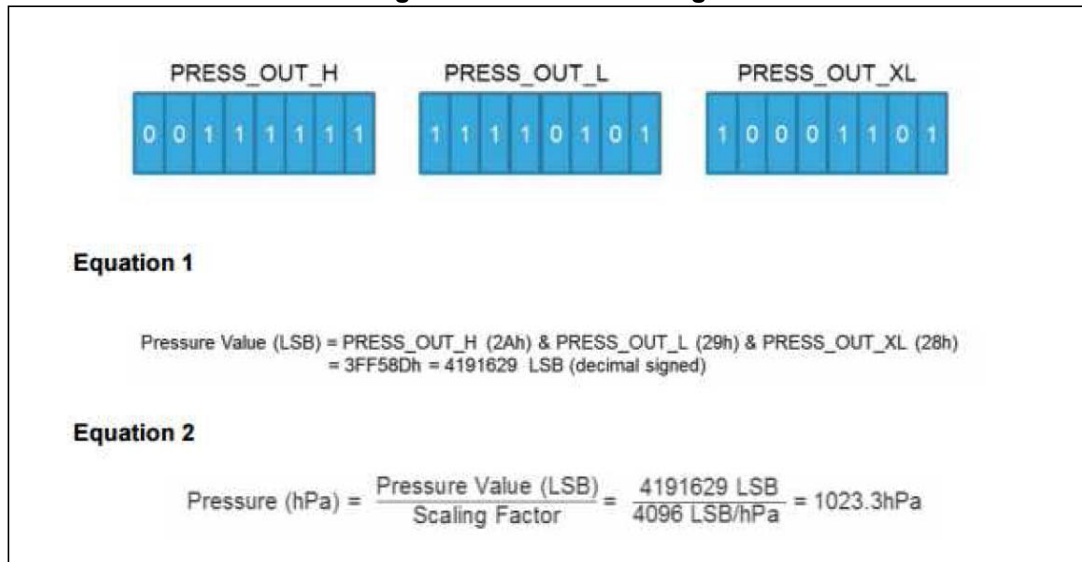 PRESS_OUT_H PRESS_OUT_L PRESS_OUT_XL
0 0 1 1 1 1 1 1 1 1 1 1 0 1 0 1 1 0 0 0 1 1 0 1
Equation 1
Pressure Value (LSB) = PRESS_OUT_H (2Ah) & PRESS_OUT_L (29h) & PRESS_OUT_XL (28h)
= 3FF58Dh = 4191629 LSB (decimal signed)
Equation 2
Pressure (hPa) = Pressure Value (LSB) / Scaling Factor = 4191629 LSB / 4096 LSB/hPa = 1023.3hPa